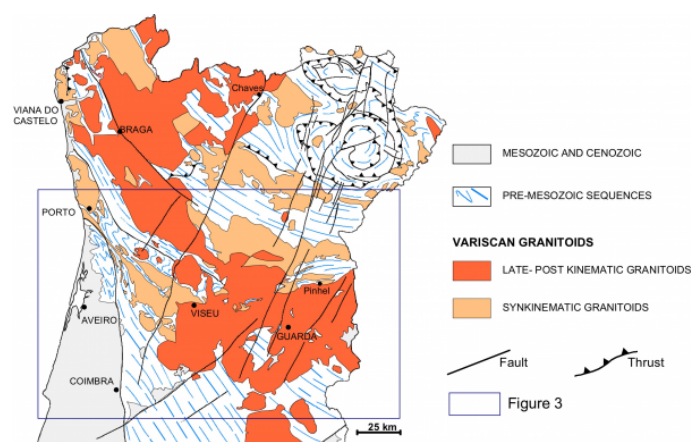 Chaves
VIANA DO
CASTELO
BRAGA
PORTO
Pinhel
VISEU
AVEIRO
GUARDA
COIMBRA
25 km
MESOZOIC AND CENOZOIC
PRE-MESOZOIC SEQUENCES
VARISCAN GRANITOIDS
LATE- POST KINEMATIC GRANITOIDS
SYNKINEMATIC GRANITOIDS
Fault
Thrust
Figure 3